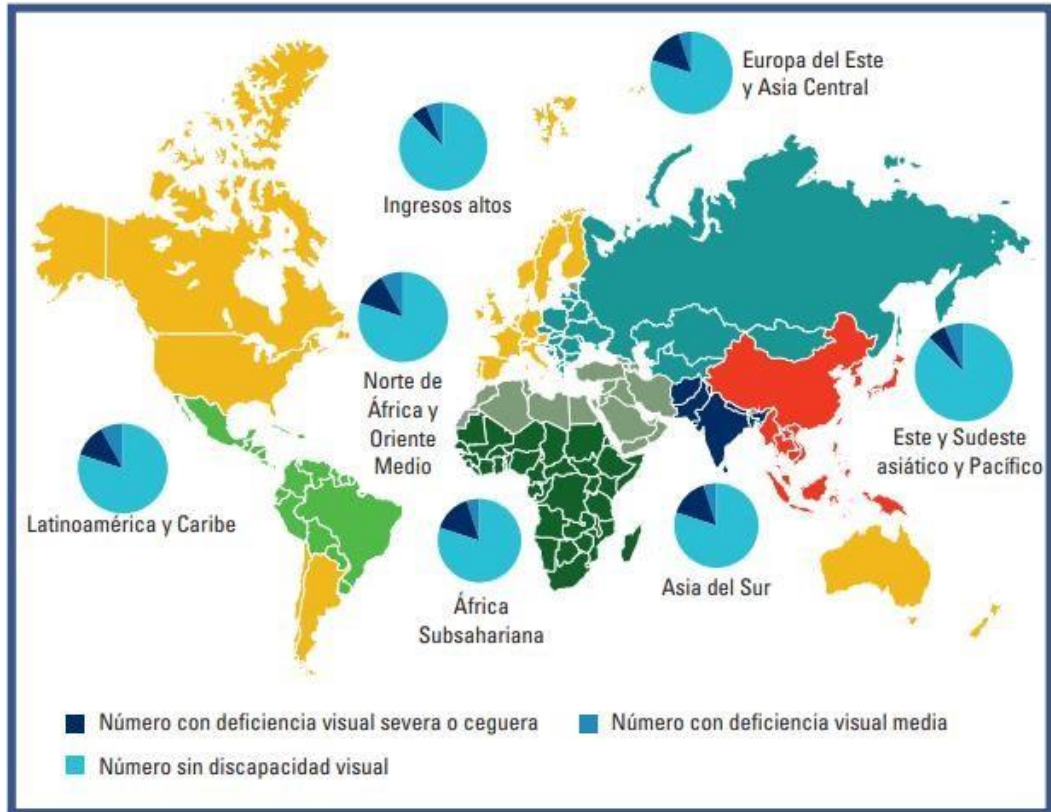 Europa del Este
y Asia Central
Ingresos altos
Norte de
África y
Oriente
Medio
Este y Sudeste
asiático y Pacífico
Latinoamérica y Caribe
África
Subsahariana
Asia del Sur
Número con deficiencia visual severa o ceguera
Número con deficiencia visual media
Número sin discapacidad visual